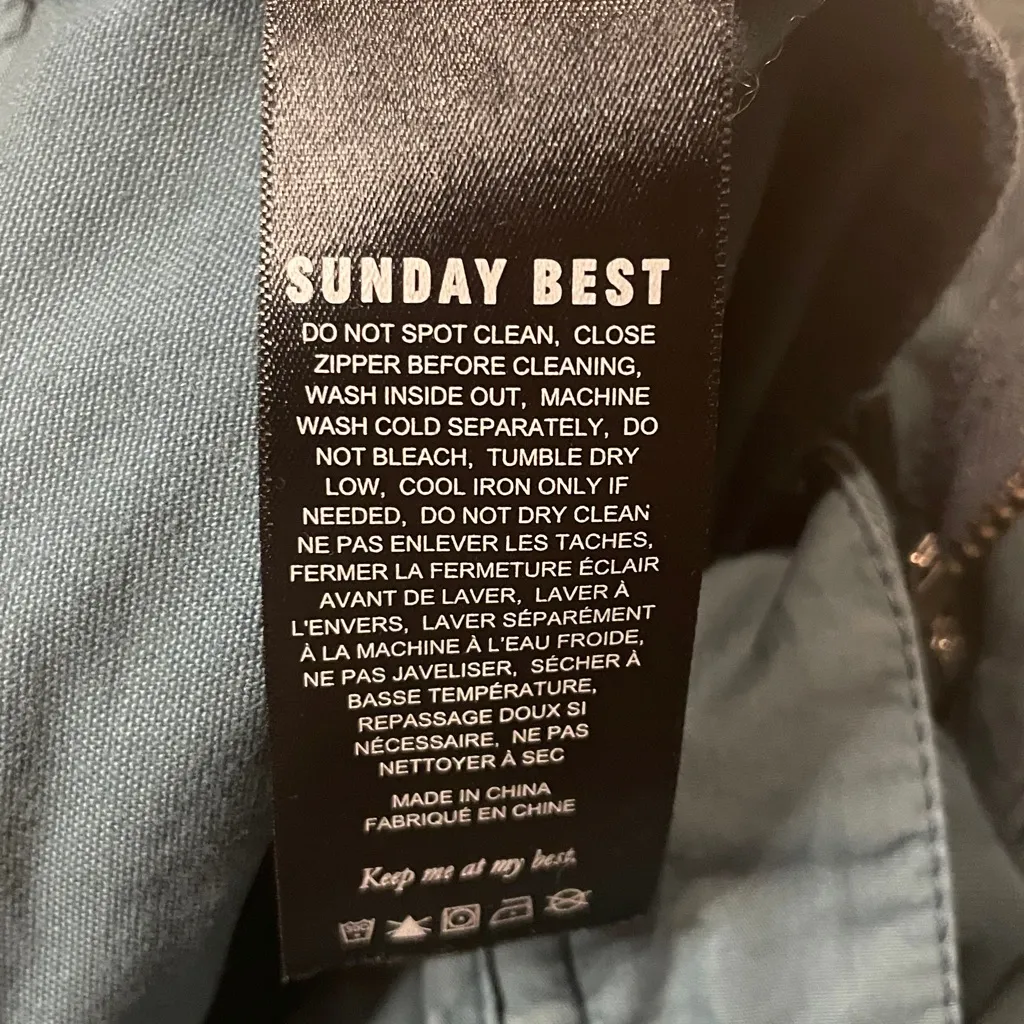 SUNDAY BEST
DO NOT SPOT CLEAN, CLOSE
ZIPPER BEFORE CLEANING,
WASH INSIDE OUT, MACHINE
WASH COLD SEPARATELY, DO
NOT BLEACH, TUMBLE DRY
LOW, COOL IRON ONLY IF
NEEDED, DO NOT DRY CLEAN
NE PAS ENLEVER LES TACHES,
FERMER LA FERMETURE ÉCLAIR
AVANT DE LAVER, LAVER À
L'ENVERS, LAVER SÉPARÉMENT
À LA MACHINE À L'EAU FROIDE,
NE PAS JAVELISER, SÉCHER À
BASSE TEMPÉRATURE,
REPASSAGE DOUX SI
NÉCESSAIRE, NE PAS
NETTOYER À SEC
MADE IN CHINA
FABRIQUÉ EN CHINE
Keep me at my best.